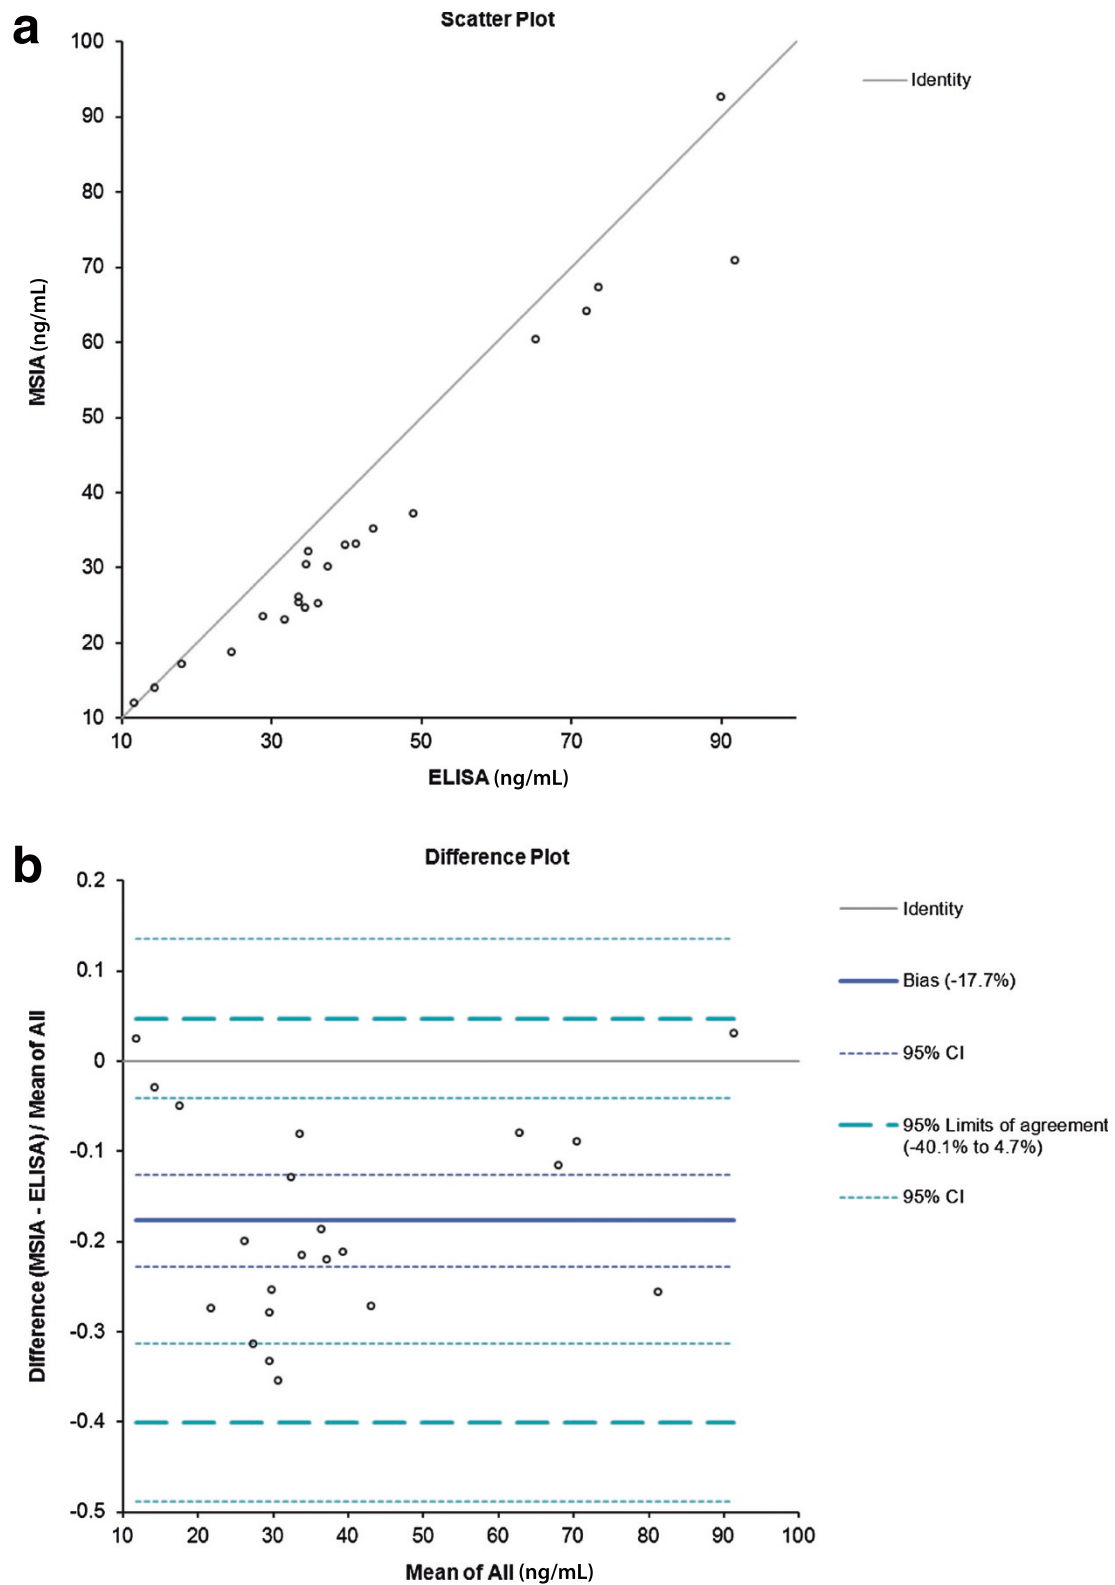 a
Scatter Plot
100
90
80
70
60
50
40
30
20
10
10 30 50 70 90
MSIA (ng/mL)
ELISA (ng/mL)
Identity
b
Difference Plot
0.2
0.1
0
-0.1
-0.2
-0.3
-0.4
-0.5
10 20 30 40 50 60 70 80 90 100
Difference (MSIA - ELISA) / Mean of All
Mean of All (ng/mL)
Identity
Bias (-17.7%)
95% CI
95% Limits of agreement
(-40.1% to 4.7%)
95% CI